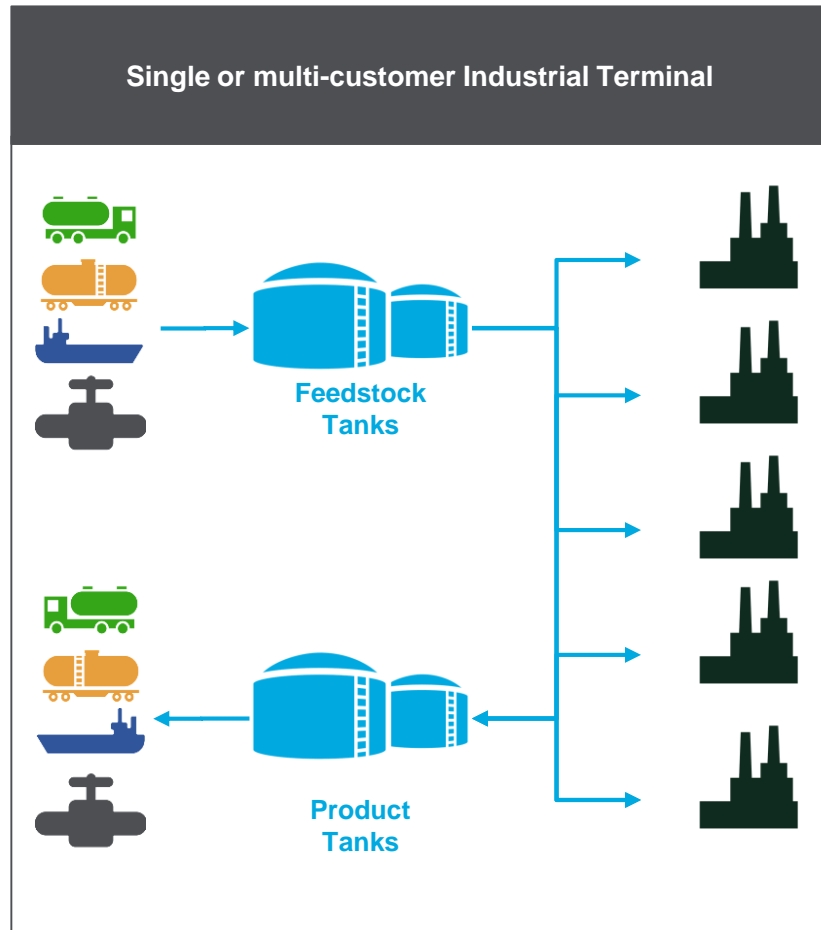 Single or multi-customer Industrial Terminal
Feedstock
Tanks
Product
Tanks